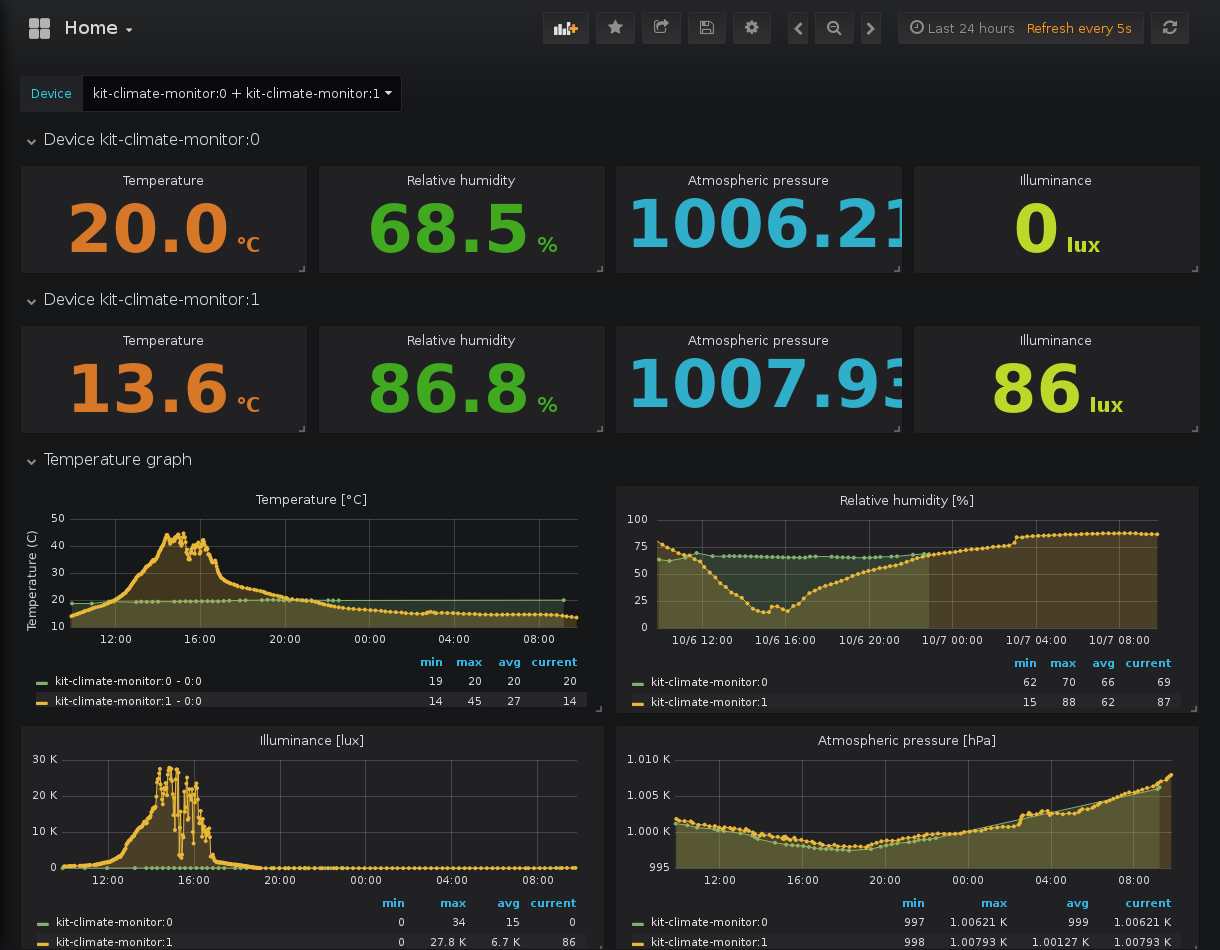 Home
Last 24 hours Refresh every 5s
Device kit-climate-monitor:0 + kit-climate-monitor:1
Device kit-climate-monitor:0
Temperature Relative humidity Atmospheric pressure Illuminance
20.0 °C 68.5 % 1006.21 0 lux
Device kit-climate-monitor:1
Temperature Relative humidity Atmospheric pressure Illuminance
13.6 °C 86.8 % 1007.93 86 lux
Temperature graph
Temperature [°C]
Temperature (C)
50
40
30
20
10
12:00 16:00 20:00 00:00 04:00 08:00
min max avg current
kit-climate-monitor:0 - 0:0 19 20 20 20
kit-climate-monitor:1 - 0:0 14 45 27 14
Relative humidity [%]
100
75
50
25
0
10/6 12:00 10/6 16:00 10/6 20:00 10/7 00:00 10/7 04:00 10/7 08:00
min max avg current
kit-climate-monitor:0 62 70 66 69
kit-climate-monitor:1 15 88 62 87
Illuminance [lux]
30 K
20 K
10 K
0
12:00 16:00 20:00 00:00 04:00 08:00
min max avg current
kit-climate-monitor:0 0 34 15 0
kit-climate-monitor:1 0 27.8 K 6.7 K 86
Atmospheric pressure [hPa]
1.010 K
1.005 K
1.000 K
995
12:00 16:00 20:00 00:00 04:00 08:00
min max avg current
kit-climate-monitor:0 997 1.00621 K 999 1.00621 K
kit-climate-monitor:1 998 1.00793 K 1.00127 K 1.00793 K